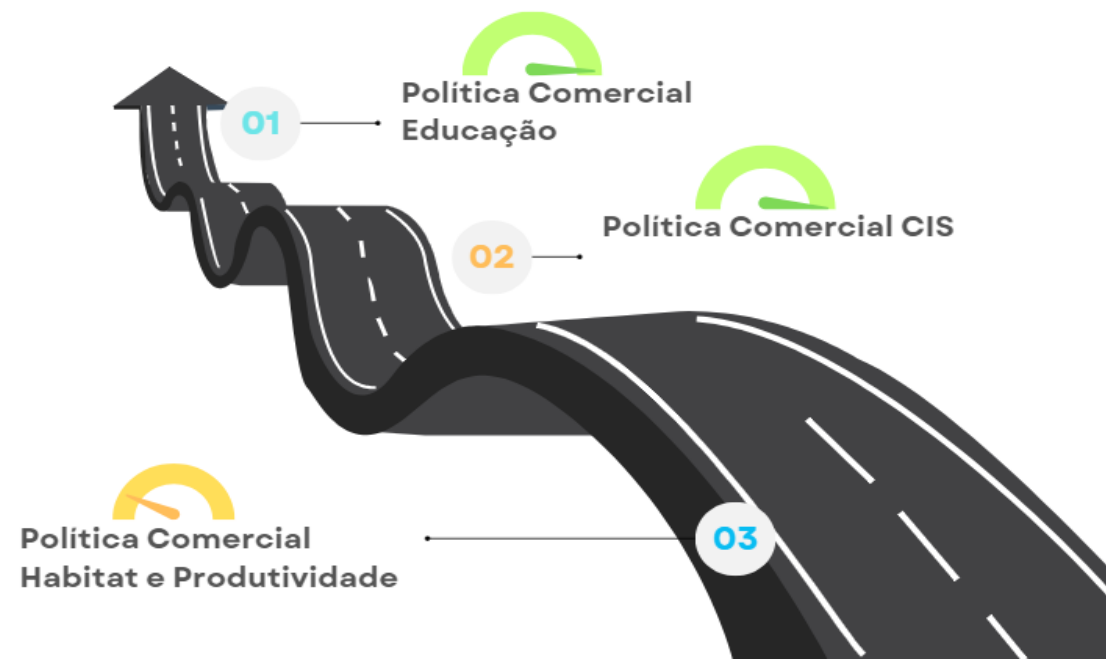 01
Política Comercial
Educação
02
Política Comercial CIS
Política Comercial
Habitat e Produtividade
03